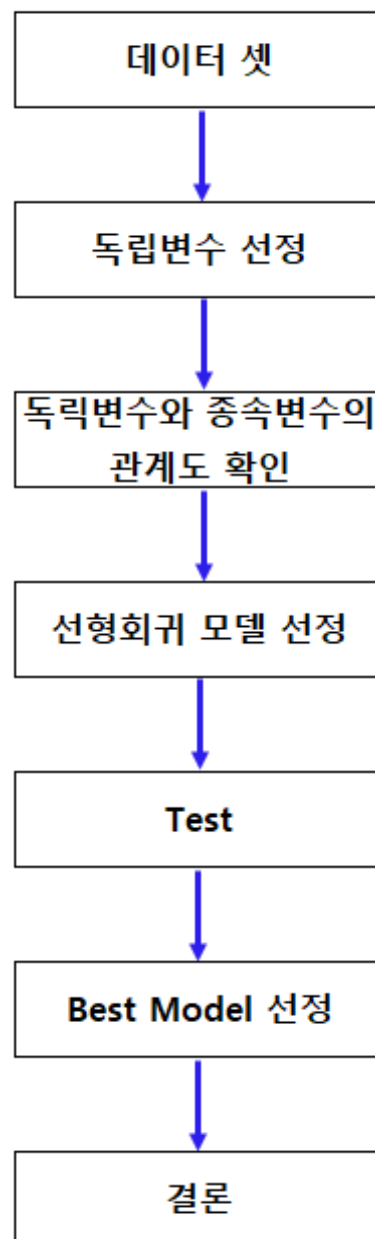 데이터 셋
독립변수 선정
독릭변수와 종속변수의
관계도 확인
선형회귀 모델 선정
Test
Best Model 선정
결론